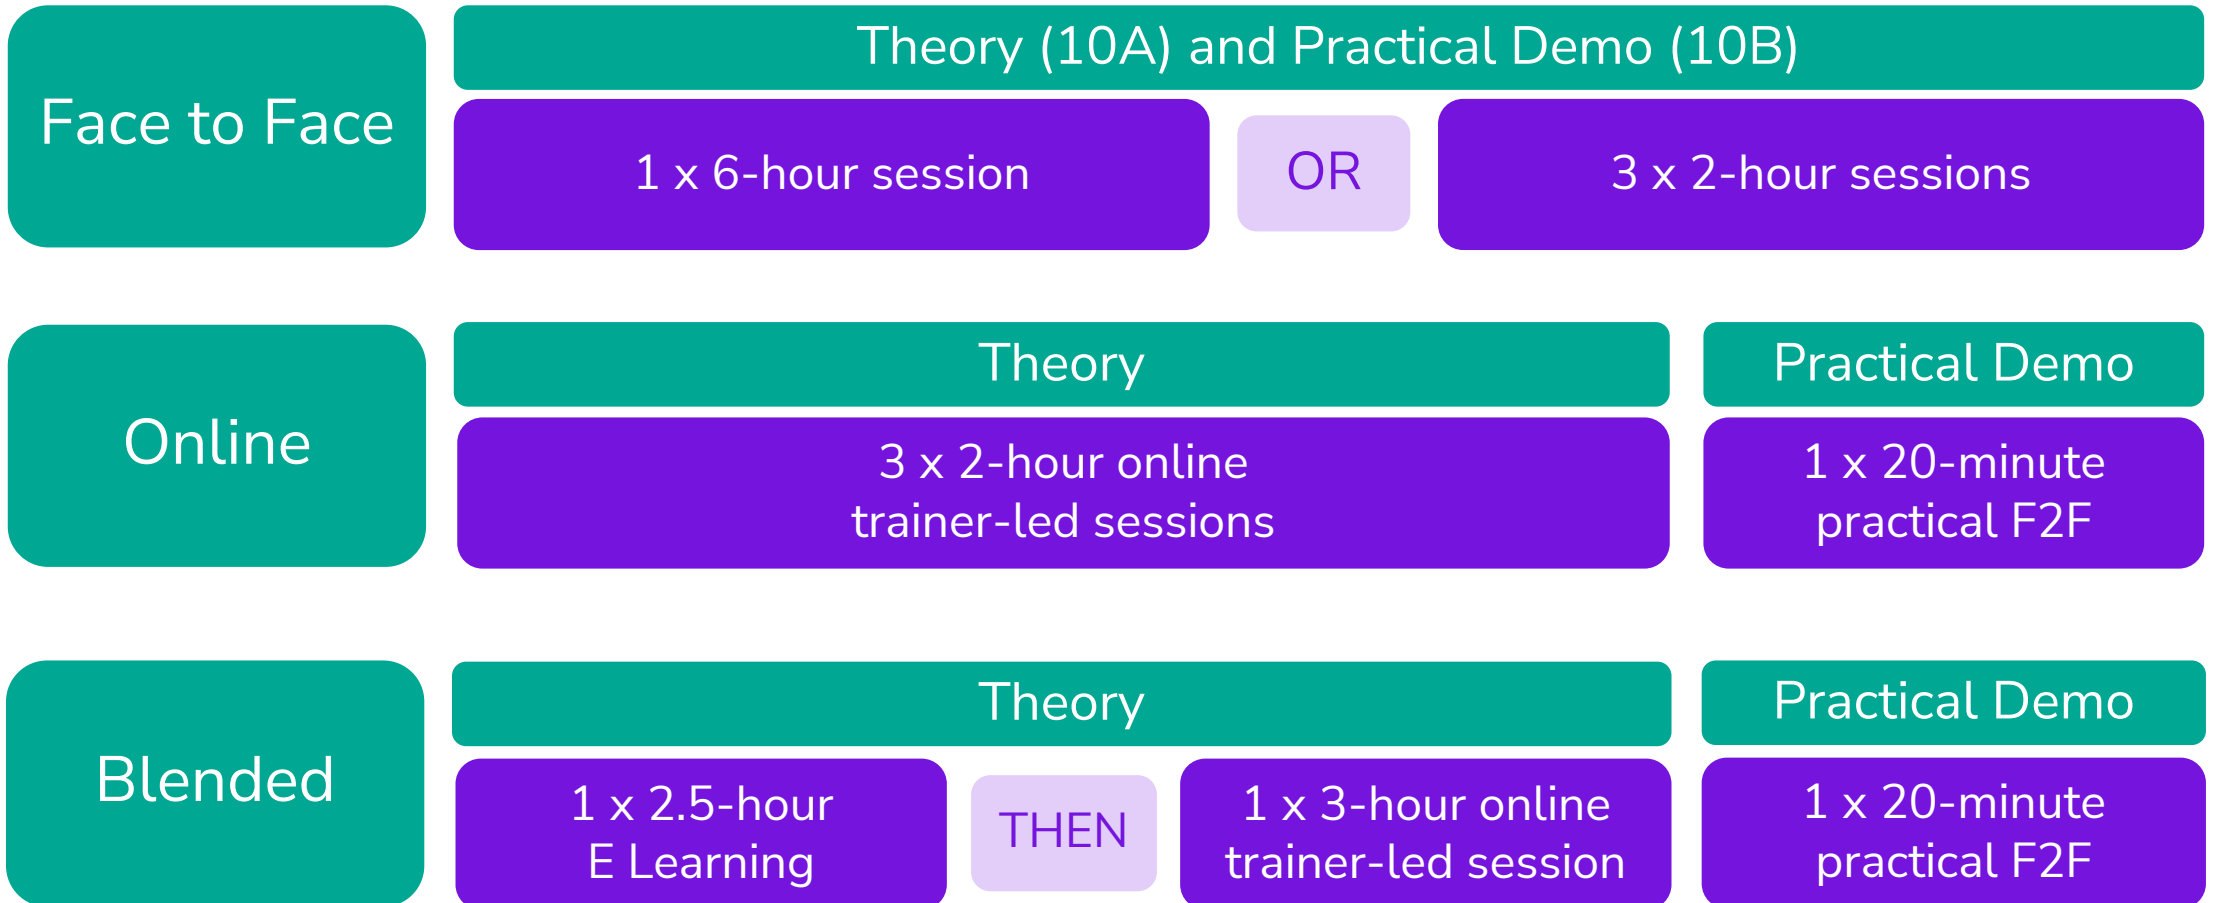 Face to Face
Theory (10A) and Practical Demo (10B)
1 x 6-hour session
OR
3 x 2-hour sessions
Online
Theory
3 x 2-hour online
trainer-led sessions
Practical Demo
1 x 20-minute
practical F2F
Blended
Theory
1 x 2.5-hour
E Learning
THEN
1 x 3-hour online
trainer-led session
Practical Demo
1 x 20-minute
practical F2F